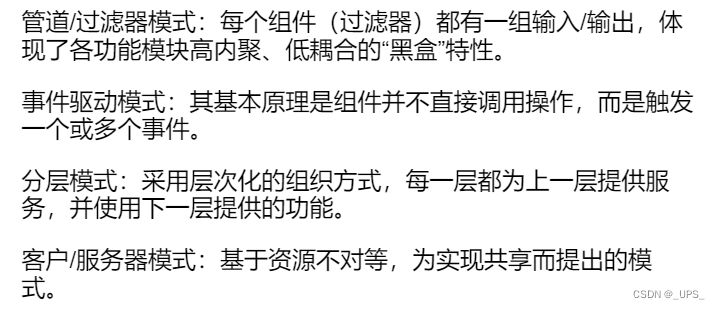 管道/过滤器模式：每个组件（过滤器）都有一组输入/输出，体
现了各功能模块高内聚、低耦合的“黑盒”特性。
事件驱动模式：其基本原理是组件并不直接调用操作，而是触发
一个或多个事件。
分层模式：采用层次化的组织方式，每一层都为上一层提供服
务，并使用下一层提供的功能。
客户/服务器模式：基于资源不对等，为实现共享而提出的模
式。
CSDN @_UPS_